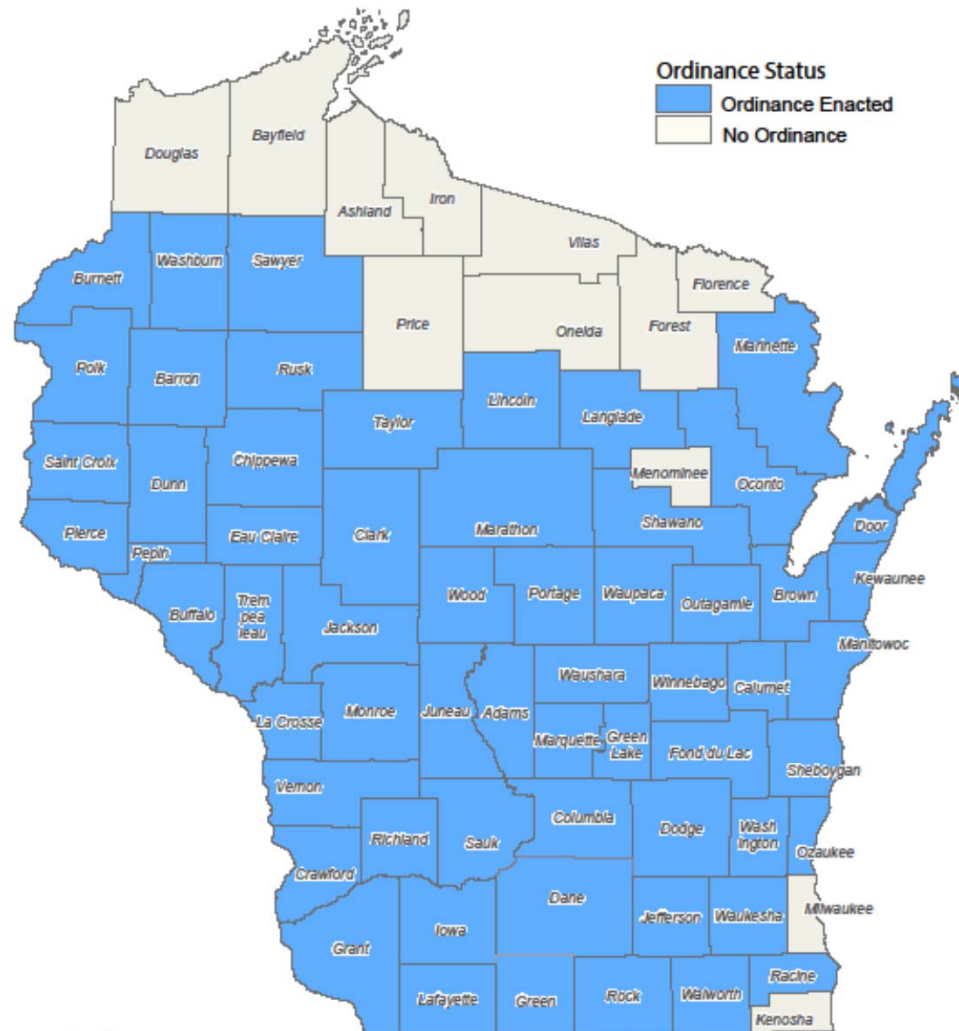 Ordinance Status
Ordinance Enacted
No Ordinance
Bayfield
Douglas
Iron
Ashland
Vilas
Washburn
Sawyer
Burnett
Florence
Price
Oneida
Forest
Marinette
Polk
Barron
Rusk
Lincoln
Langlade
Taylor
Saint Croix
Chippewa
Menominee
Dunn
Oconto
Pierce
Eau Claire
Clark
Marathon
Shawano
Door
Pepin
Kewaunee
Buffalo
Trem
pea
leau
Wood
Portage
Waupaca
Outagamie
Brown
Jackson
Manitowoc
Waushara
Winnebago
Calumet
La Crosse
Monroe
Juneau
Adams
Marquette
Green
Lake
Fond du Lac
Sheboygan
Vernon
Columbia
Dodge
Wash
ington
Richland
Sauk
Ozaukee
Crawford
Dane
Milwaukee
Iowa
Jefferson
Waukesha
Grant
Racine
Lafayette
Green
Rock
Walworth
Kenosha